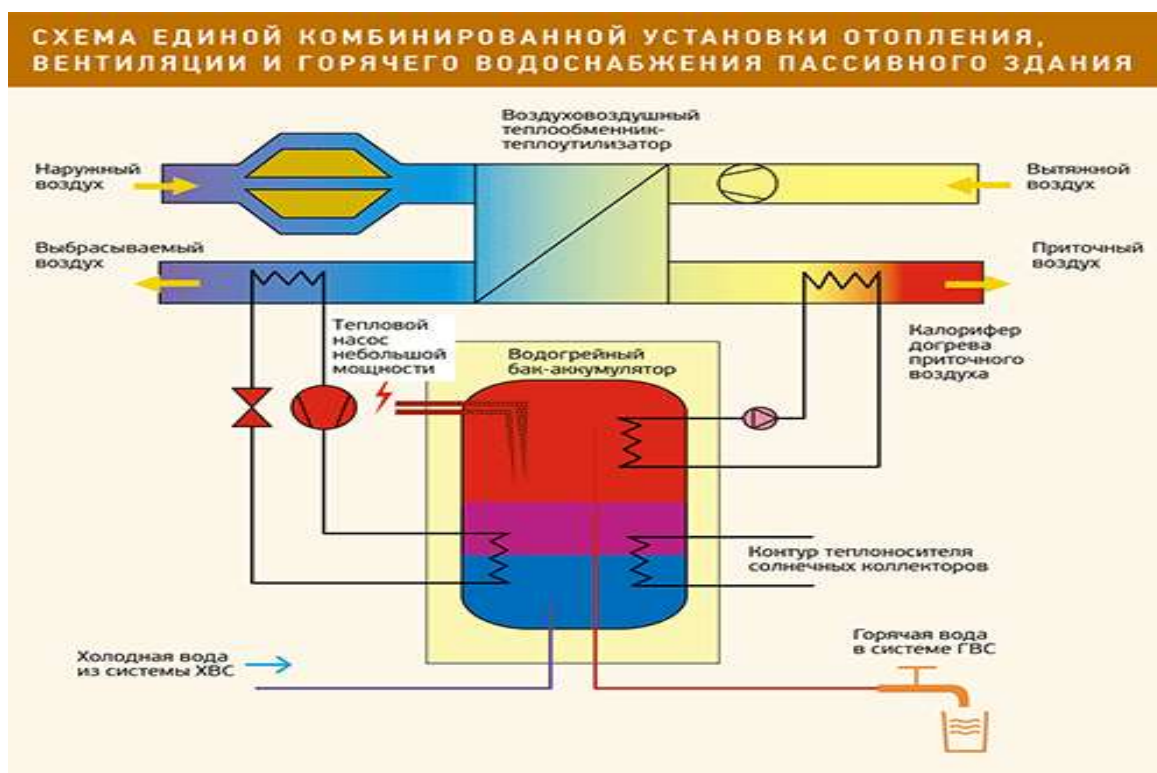 СХЕМА ЕДИНОЙ КОМБИНИРОВАННОЙ УСТАНОВКИ ОТОПЛЕНИЯ,
ВЕНТИЛЯЦИИ И ГОРЯЧЕГО ВОДОСНАБЖЕНИЯ ПАССИВНОГО ЗДАНИЯ
Воздуховоздушный
теплообменник-
теплоутилизатор
Наружный
воздух
Вытяжной
воздух
Выбрасываемый
воздух
Приточный
воздух
Тепловой
насос
небольшой
мощности
Водогрейный
бак-аккумулятор
Калорифер
догрева
приточного
воздуха
Контур теплоносителя
солнечных коллекторов
Холодная вода
из системы ХВС
Горячая вода
в системе ГВС